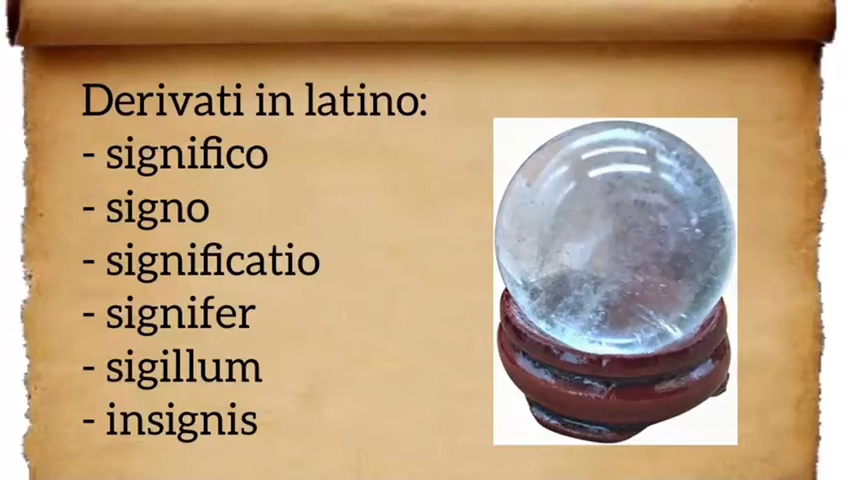 Derivati in latino:
- significo
- signo
- significatio
- signifer
- sigillum
- insignis